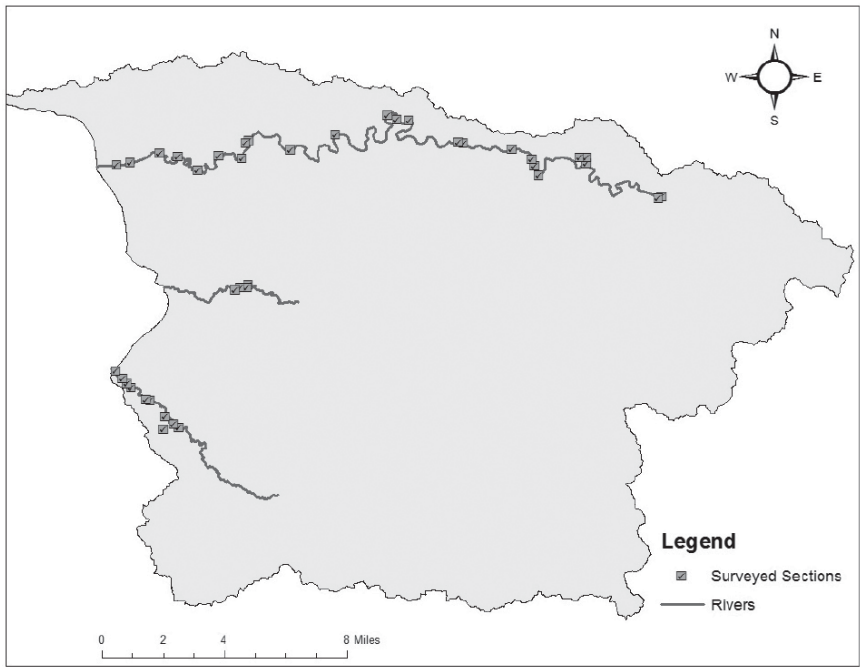 N
W E
S
Legend
Surveyed Sections
Rivers
0 2 4 8 Miles